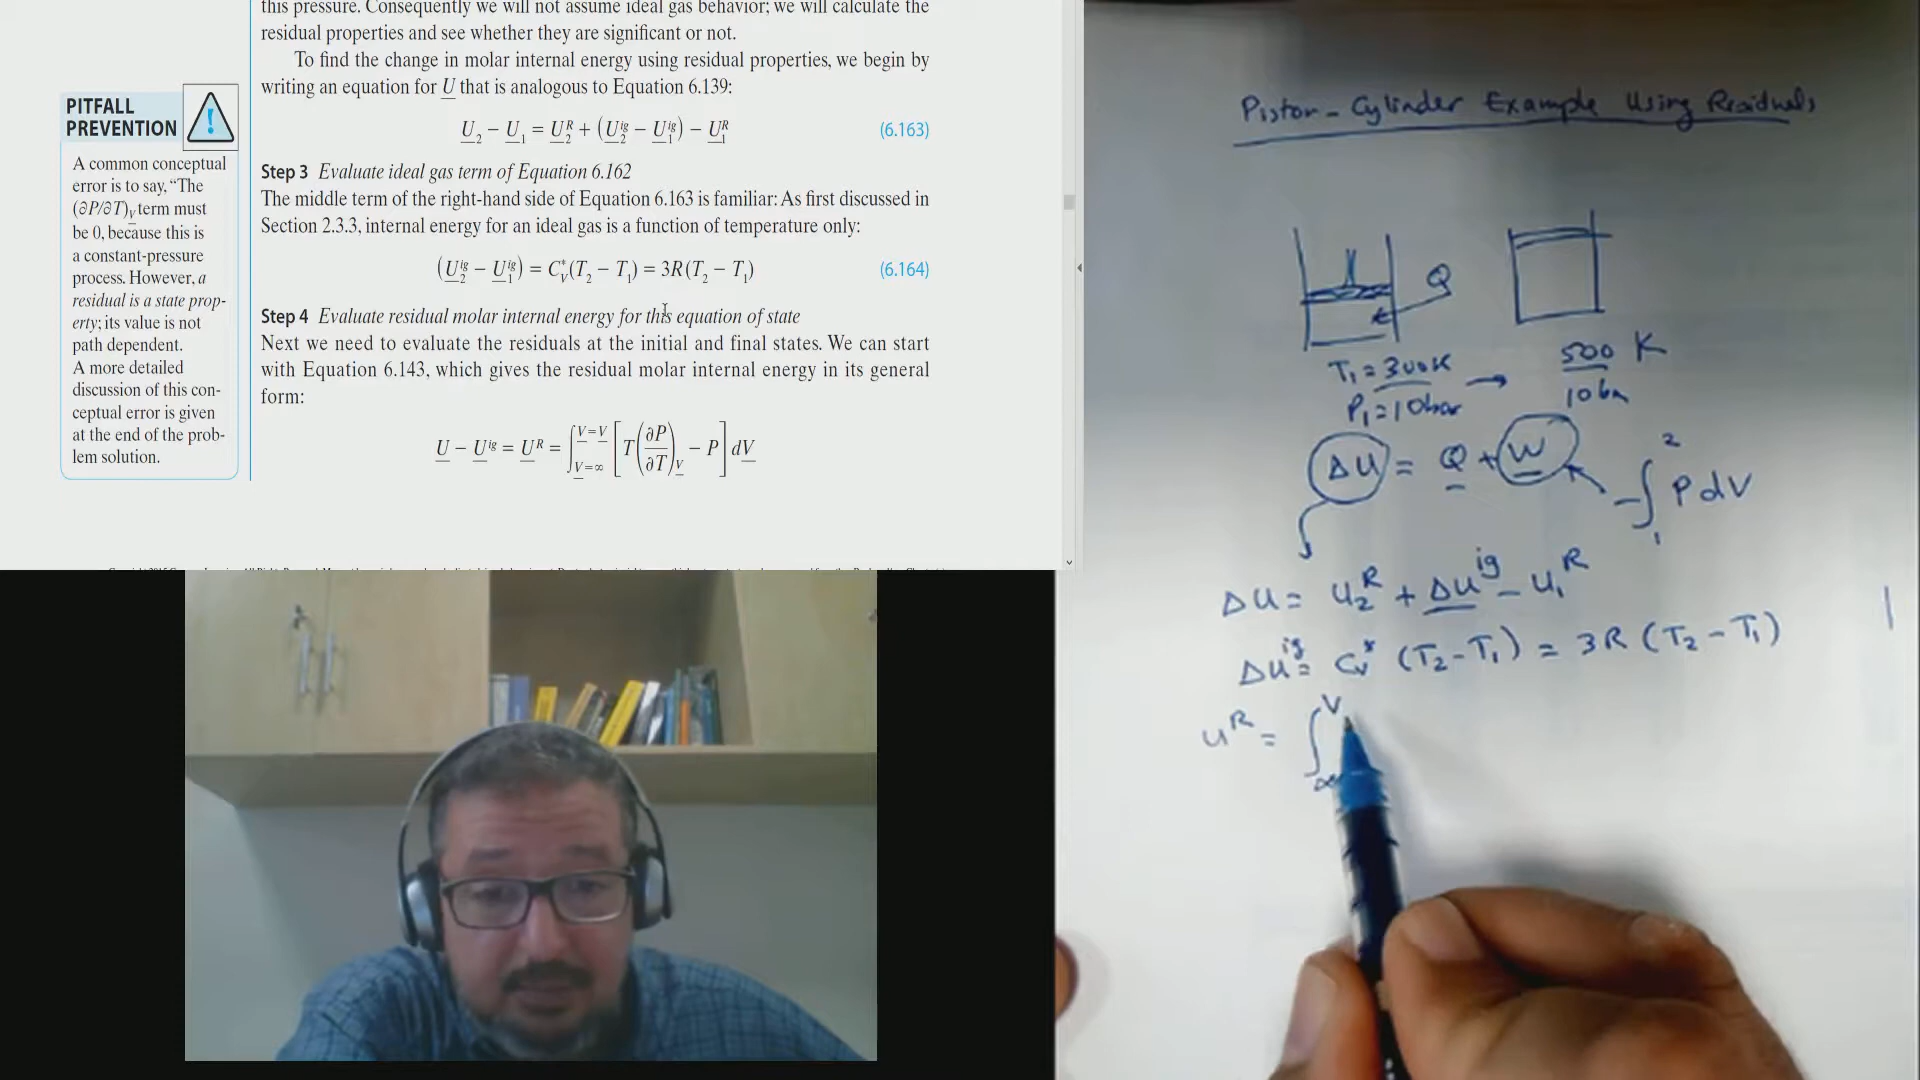 this pressure. Consequently we will not assume ideal gas behavior; we will calculate the
residual properties and see whether they are significant or not.
To find the change in molar internal energy using residual properties, we begin by
writing an equation for U that is analogous to Equation 6.139:
U₂ − U₁ = U₂ᴿ + (U₂ⁱᵍ − U₁ⁱᵍ) − U₁ᴿ (6.163)
Step 3 Evaluate ideal gas term of Equation 6.162
The middle term of the right-hand side of Equation 6.163 is familiar: As first discussed in
Section 2.3.3, internal energy for an ideal gas is a function of temperature only:
(U₂ⁱᵍ − U₁ⁱᵍ) = C_V*(T₂ − T₁) = 3R(T₂ − T₁) (6.164)
Step 4 Evaluate residual molar internal energy for this equation of state
Next we need to evaluate the residuals at the initial and final states. We can start
with Equation 6.143, which gives the residual molar internal energy in its general
form:
U − Uⁱᵍ = Uᴿ = ∫_{V=∞}^{V=V} [T(∂P/∂T)_V − P] dV
PITFALL
PREVENTION
A common conceptual
error is to say, “The
(∂P/∂T)_V term must
be 0, because this is
a constant-pressure
process. However, a
residual is a state prop-
erty; its value is not
path dependent.
A more detailed
discussion of this con-
ceptual error is given
at the end of the prob-
lem solution.
Piston-Cylinder Example Using Residuals
Q
T₁ = 300K → 500 K
P₁ = 10bar
ΔU = Q + W
− ∫₁² P dV
ΔU = U₂ᴿ + ΔUⁱᵍ − U₁ᴿ
ΔUⁱᵍ = Cᵥ* (T₂ − T₁) = 3R (T₂ − T₁)
Uᴿ = ∫_∞^V